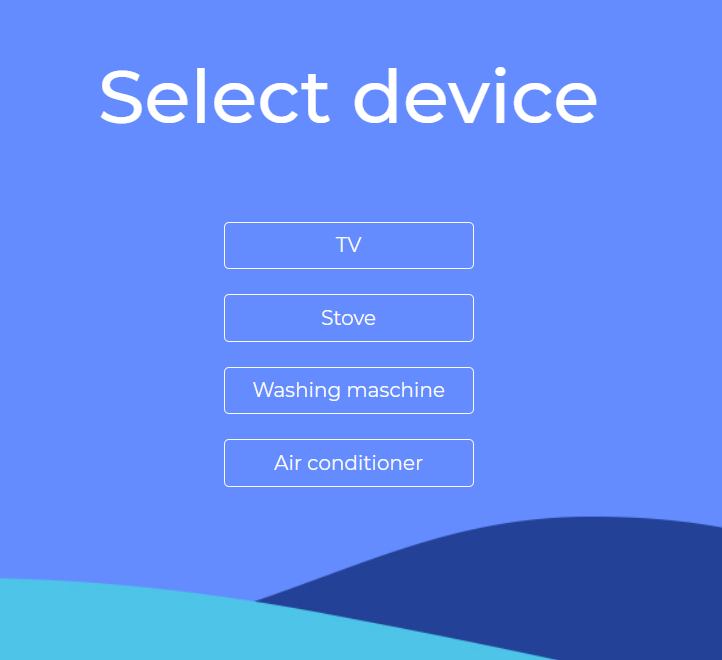 Select device
TV
Stove
Washing maschine
Air conditioner